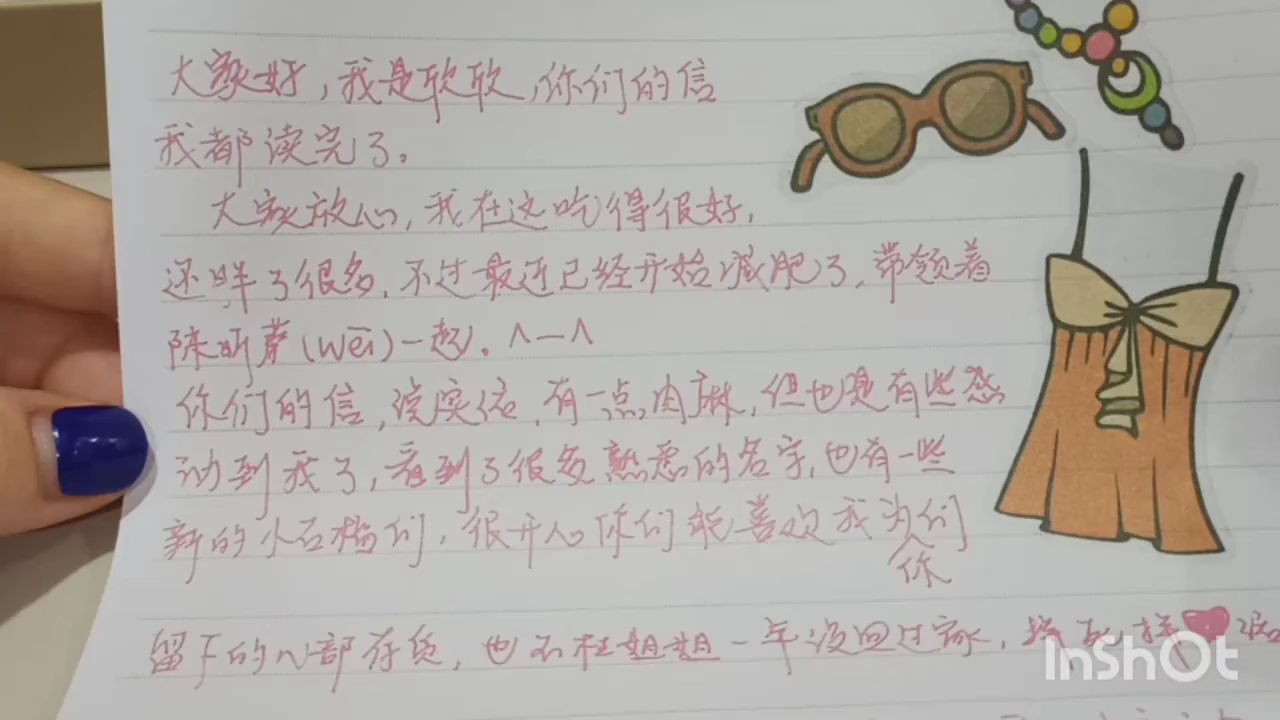 大家好，我是欣欣，你们的信
我都读完了。
大家放心，我在这吃得很好，
还胖了很多，不过最近已经开始减肥了，带领着
陈昕葳(wēi)一起。^—^
你们的信，说实话，有一点肉麻，但也是有些感
动到我了，看到了很多熟悉的名字，也有一些
新的小石榴们，很开心你们能喜欢我为你们
留下的八部存货，也不枉姐姐一年没回过家，
InShOt